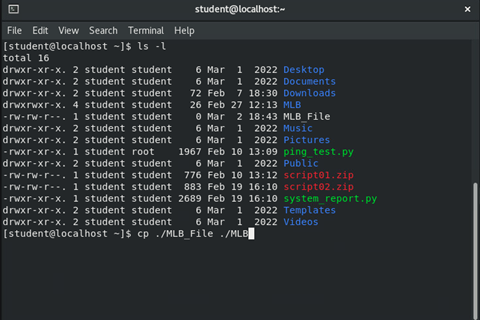 student@localhost:~
File Edit View Search Terminal Help
[student@localhost ~]$ ls -l
total 16
drwxr-xr-x. 2 student student    6 Mar  1  2022 Desktop
drwxr-xr-x. 2 student student    6 Mar  1  2022 Documents
drwxr-xr-x. 2 student student   72 Feb  7 18:30 Downloads
drwxrwxr-x. 4 student student   26 Feb 27 12:13 MLB
-rw-rw-r--. 1 student student    0 Mar  2 18:43 MLB_File
drwxr-xr-x. 2 student student    6 Mar  1  2022 Music
drwxr-xr-x. 2 student student    6 Mar  1  2022 Pictures
-rwxr-xr-x. 1 student root    1967 Feb 10 13:09 ping_test.py
drwxr-xr-x. 2 student student    6 Mar  1  2022 Public
-rw-rw-r--. 1 student student  776 Feb 10 13:12 script01.zip
-rw-rw-r--. 1 student student  883 Feb 19 16:10 script02.zip
-rwxrwxr-x. 1 student student 2689 Feb 19 16:10 system_report.py
drwxr-xr-x. 2 student student    6 Mar  1  2022 Templates
drwxr-xr-x. 2 student student    6 Mar  1  2022 Videos
[student@localhost ~]$ cp ./MLB_File ./MLB